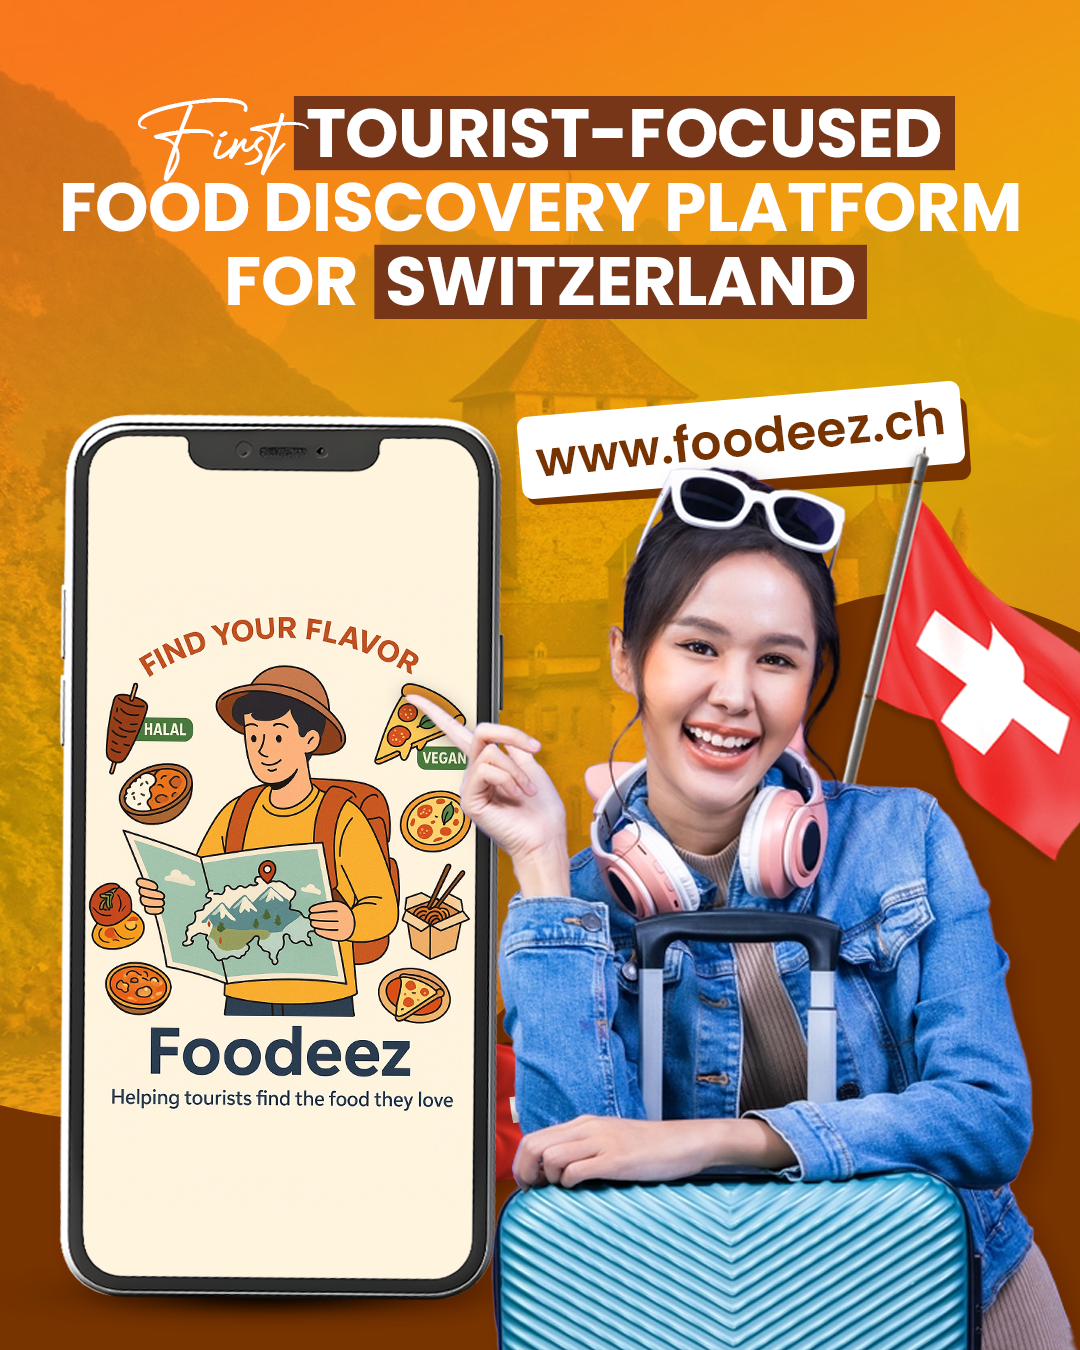 First TOURIST-FOCUSED
FOOD DISCOVERY PLATFORM
FOR SWITZERLAND
www.foodeez.ch
FIND YOUR FLAVOR
HALAL
VEGAN
Foodeez
Helping tourists find the food they love